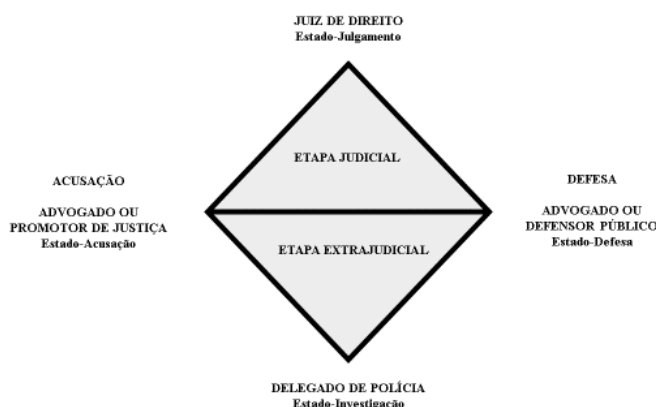 JUIZ DE DIREITO
Estado-Julgamento
ETAPA JUDICIAL
ACUSAÇÃO
ADVOGADO OU
PROMOTOR DE JUSTIÇA
Estado-Acusação
DEFESA
ADVOGADO OU
DEFENSOR PÚBLICO
Estado-Defesa
ETAPA EXTRAJUDICIAL
DELEGADO DE POLÍCIA
Estado-Investigação